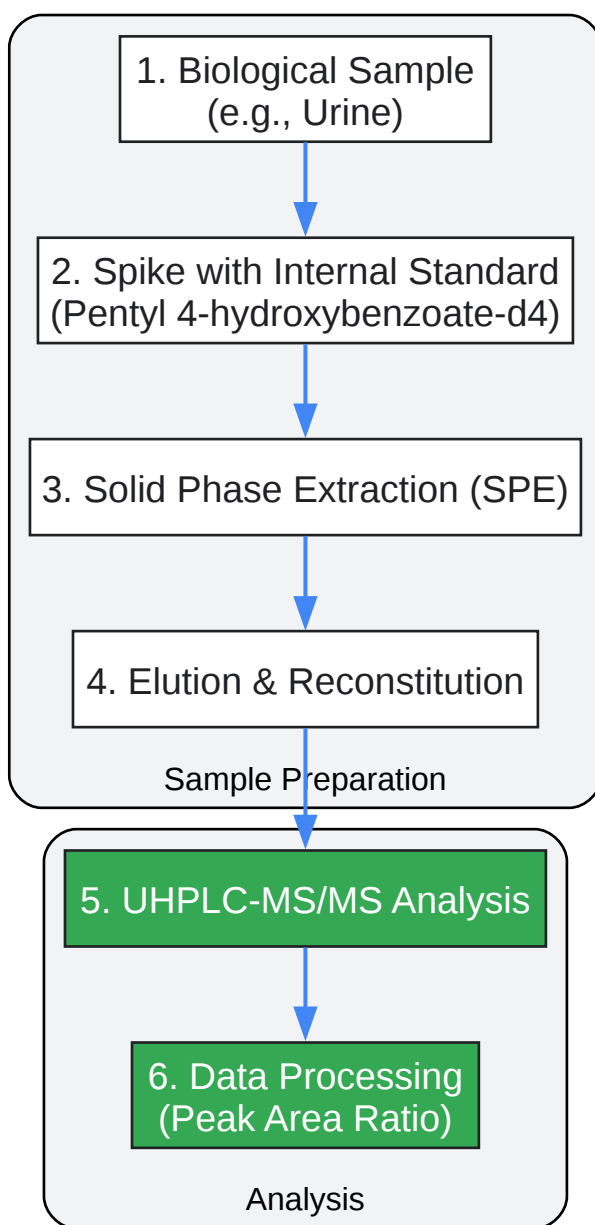 1. Biological Sample
(e.g., Urine)
2. Spike with Internal Standard
(Pentyl 4-hydroxybenzoate-d4)
3. Solid Phase Extraction (SPE)
4. Elution & Reconstitution
Sample Preparation
5. UHPLC-MS/MS Analysis
6. Data Processing
(Peak Area Ratio)
Analysis